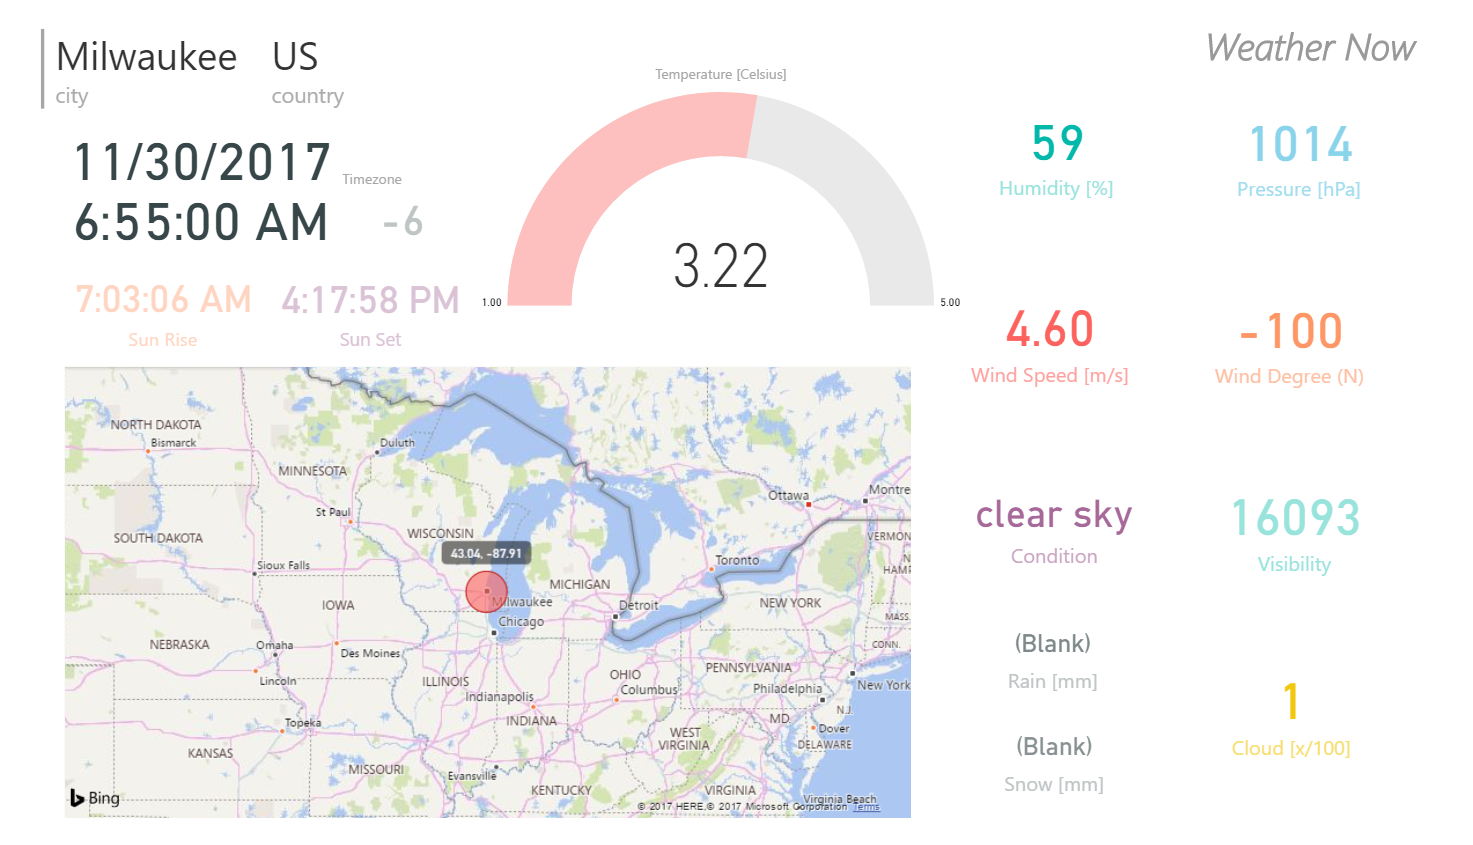 Milwaukee US
city country
Weather Now
11/30/2017
Timezone
6:55:00 AM -6
7:03:06 AM 4:17:58 PM
Sun Rise Sun Set
Temperature [Celsius]
3.22
1.00 5.00
59 1014
Humidity [%] Pressure [hPa]
4.60 -100
Wind Speed [m/s] Wind Degree (N)
clear sky 16093
Condition Visibility
(Blank)
Rain [mm]
1
Cloud [x/100]
(Blank)
Snow [mm]
NORTH DAKOTA
Bismarck
Duluth
MINNESOTA
Ottawa
Montre
St Paul
WISCONSIN
SOUTH DAKOTA
VERMON
43.04, -87.91
Sioux Falls
Toronto
N
HAMP
MICHIGAN
IOWA
Milwaukee
Detroit
NEW YORK
MASS
Chicago
NEBRASKA
Omaha
Des Moines
CONN.
PENNSYLVANIA
Lincoln
ILLINOIS
OHIO
Columbus
Philadelphia
New York
Indianapolis
N.J.
Topeka
INDIANA
MD.
WEST
VIRGINIA
Dover
DELAWARE
KANSAS
MISSOURI
Evansville
KENTUCKY
VIRGINIA
Virginia Beach
Bing
© 2017 HERE,© 2017 Microsoft Corporation Terms